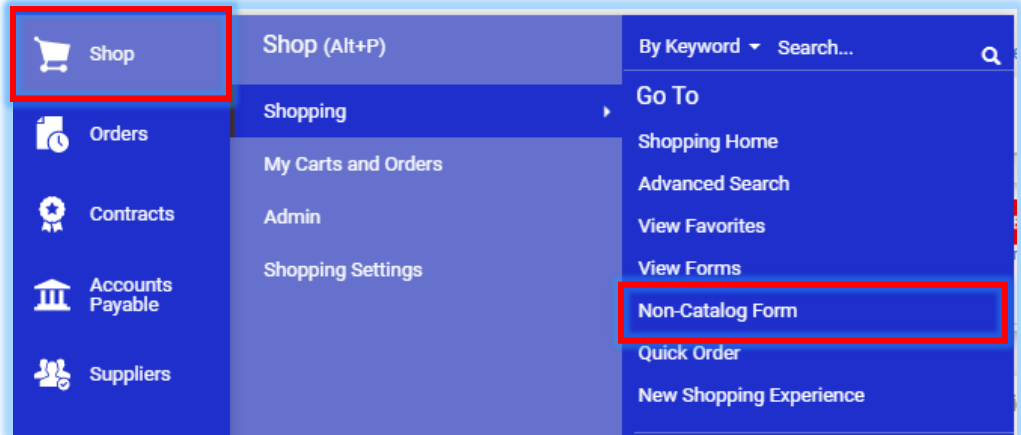 Shop
Orders
Contracts
Accounts
Payable
Suppliers
Shop (Alt+P)
Shopping
My Carts and Orders
Admin
Shopping Settings
By Keyword Search...
Go To
Shopping Home
Advanced Search
View Favorites
View Forms
Non-Catalog Form
Quick Order
New Shopping Experience